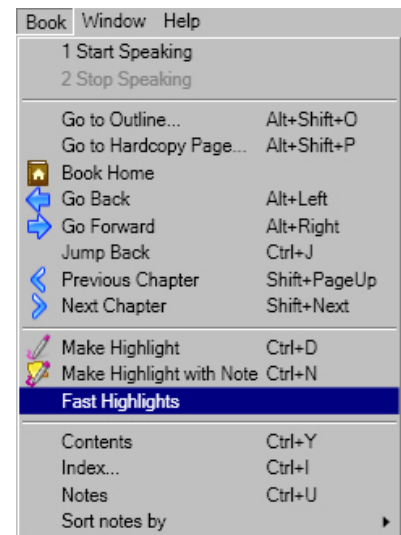 Book Window Help
1 Start Speaking
2 Stop Speaking
Go to Outline... Alt+Shift+O
Go to Hardcopy Page... Alt+Shift+P
Book Home
Go Back Alt+Left
Go Forward Alt+Right
Jump Back Ctrl+J
Previous Chapter Shift+PageUp
Next Chapter Shift+Next
Make Highlight Ctrl+D
Make Highlight with Note Ctrl+N
Fast Highlights
Contents Ctrl+Y
Index... Ctrl+I
Notes Ctrl+U
Sort notes by